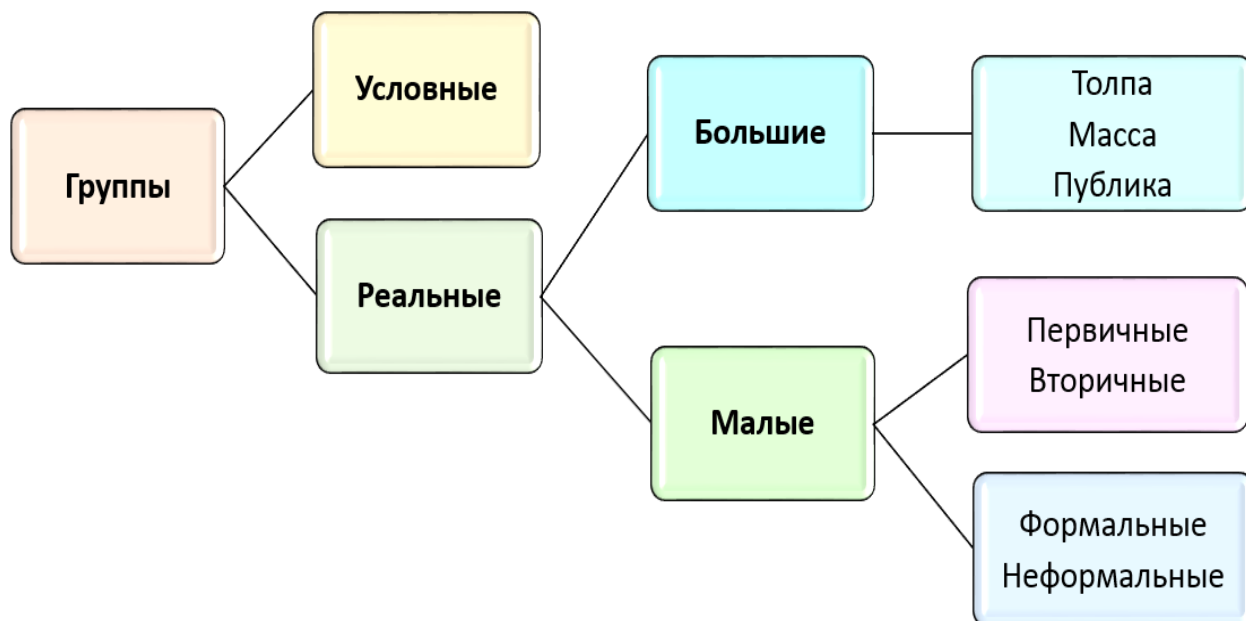 Группы
Условные
Реальные
Большие
Малые
Толпа
Масса
Публика
Первичные
Вторичные
Формальные
Неформальные